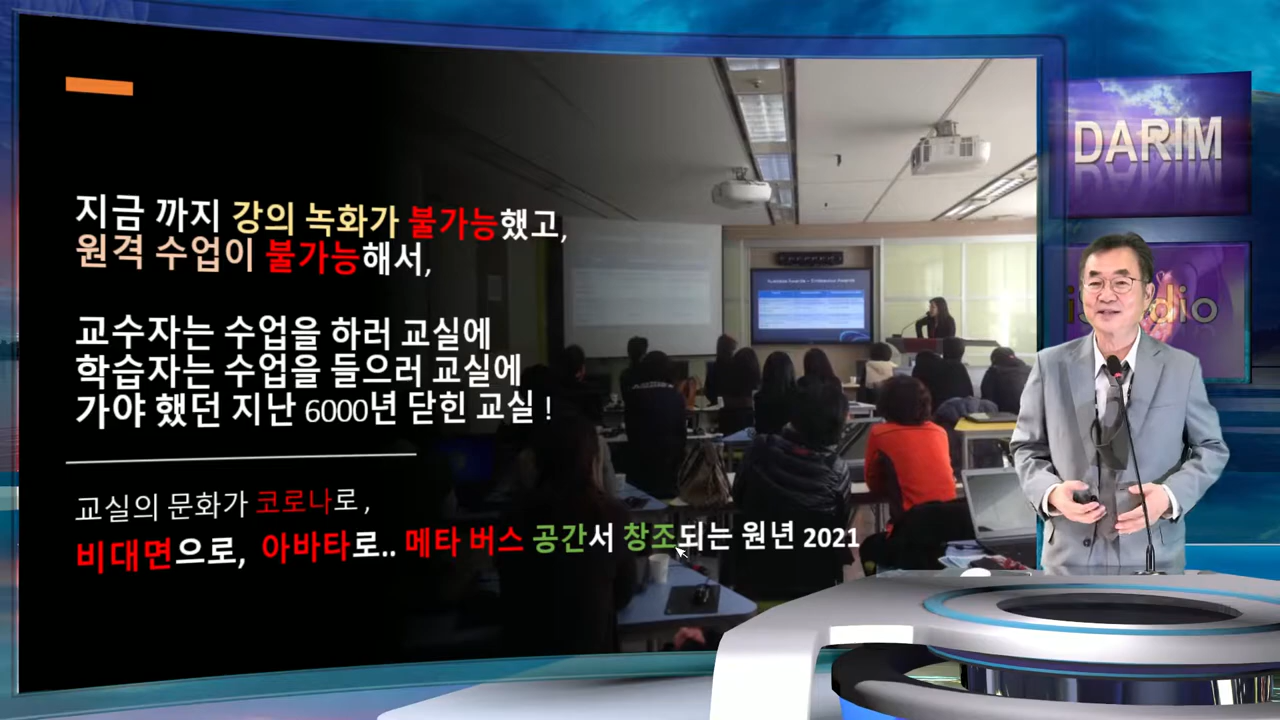 지금 까지 강의 녹화가 불가능했고,
원격 수업이 불가능해서,
교수자는 수업을 하러 교실에
학습자는 수업을 들으러 교실에
가야 했던 지난 6000년 닫힌 교실 !
교실의 문화가 코로나로 ,
비대면으로, 아바타로.. 메타 버스 공간서 창조되는 원년 2021
DARIM